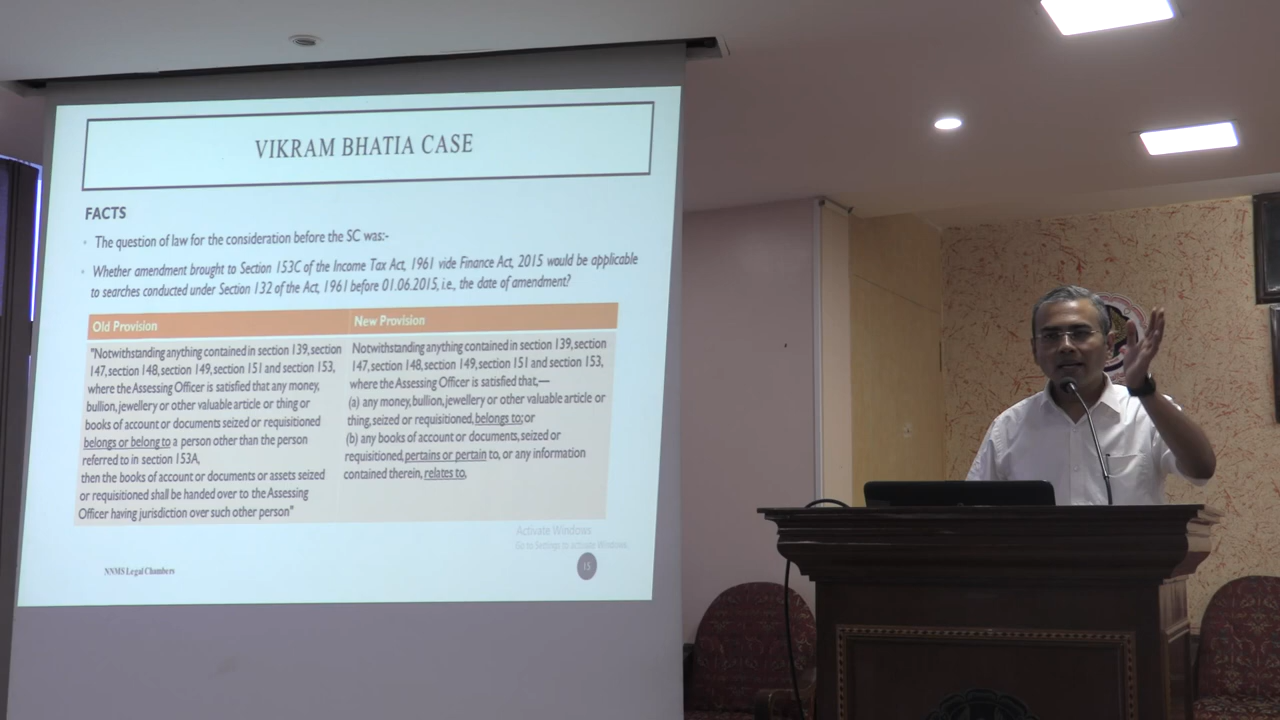 VIKRAM BHATIA CASE
FACTS
The question of law for the consideration before the SC was:-
Whether amendment brought to Section 153C of the Income Tax Act, 1961 vide Finance Act, 2015 would be applicable
to searches conducted under Section 132 of the Act, 1961 before 01.06.2015, i.e., the date of amendment?
Old Provision
"Notwithstanding anything contained in section 139, section
147, section 148, section 149, section 151 and section 153,
where the Assessing Officer is satisfied that any money,
bullion, jewellery or other valuable article or thing or
books of account or documents seized or requisitioned
belongs or belong to a person other than the person
referred to in section 153A,
then the books of account or documents or assets seized
or requisitioned shall be handed over to the Assessing
Officer having jurisdiction over such other person"
New Provision
Notwithstanding anything contained in section 139, section
147, section 148, section 149, section 151 and section 153,
where the Assessing Officer is satisfied that,—
(a) any money, bullion, jewellery or other valuable article or
thing, seized or requisitioned, belongs to; or
(b) any books of account or documents, seized or
requisitioned, pertains or pertain to, or any information
contained therein, relates to,
Activate Windows
Go to Settings to activate Windows.
NNMS Legal Chambers
15